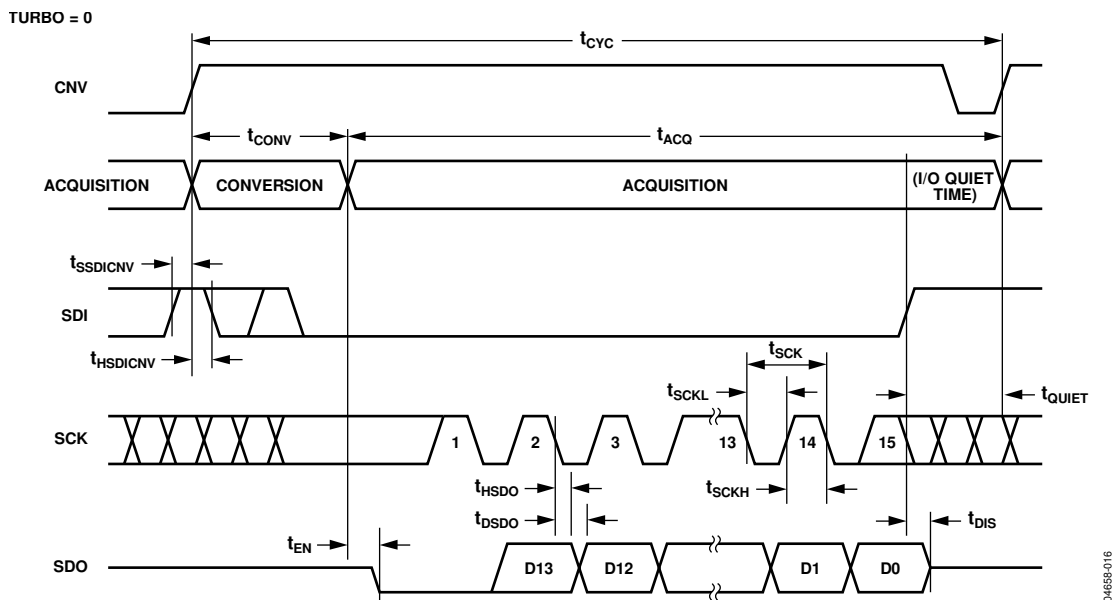 TURBO = 0
tCYC
CNV
tCONV
tACQ
ACQUISITION
CONVERSION
ACQUISITION
(I/O QUIET
TIME)
tSSDICNV
SDI
tHSDICNV
tSCK
tSCKL
tQUIET
SCK
1
2
3
13
14
15
tHSDO
tSCKH
tDSDO
tDIS
tEN
SDO
D13
D12
D1
D0
04658-016